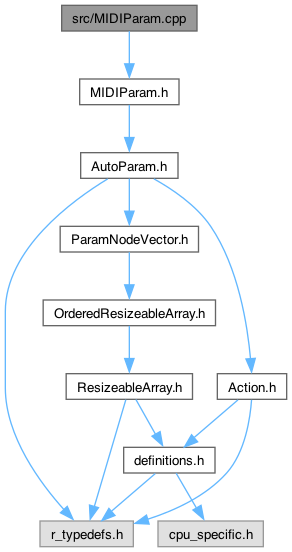 src/MIDIParam.cpp
MIDIParam.h
AutoParam.h
ParamNodeVector.h
OrderedResizeableArray.h
ResizeableArray.h
Action.h
definitions.h
r_typedefs.h
cpu_specific.h